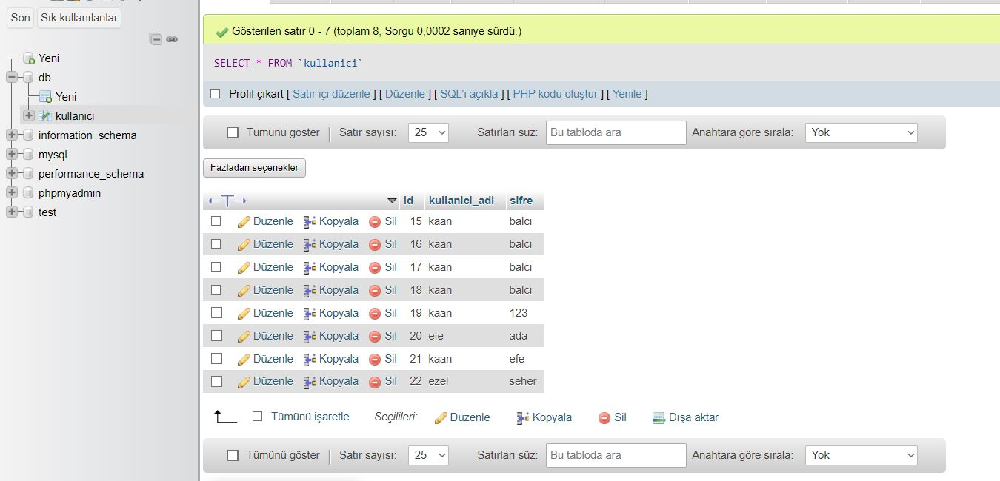 Son Sık kullanılanlar
Yeni
db
Yeni
kullanici
information_schema
mysql
performance_schema
phpmyadmin
test
Gösterilen satır 0 - 7 (toplam 8, Sorgu 0,0002 saniye sürdü.)
SELECT * FROM `kullanici`
Profil çıkart [ Satır içi düzenle ] [ Düzenle ] [ SQL'i açıkla ] [ PHP kodu oluştur ] [ Yenile ]
Tümünü göster | Satır sayısı: 25 Satırları süz: Bu tabloda ara Anahtara göre sırala: Yok
Fazladan seçenekler
←T→ id kullanici_adi sifre
Düzenle Kopyala Sil 15 kaan balcı
Düzenle Kopyala Sil 16 kaan balcı
Düzenle Kopyala Sil 17 kaan balcı
Düzenle Kopyala Sil 18 kaan balcı
Düzenle Kopyala Sil 19 kaan 123
Düzenle Kopyala Sil 20 efe ada
Düzenle Kopyala Sil 21 kaan efe
Düzenle Kopyala Sil 22 ezel seher
Tümünü işaretle Seçilileri: Düzenle Kopyala Sil Dışa aktar
Tümünü göster | Satır sayısı: 25 Satırları süz: Bu tabloda ara Anahtara göre sırala: Yok